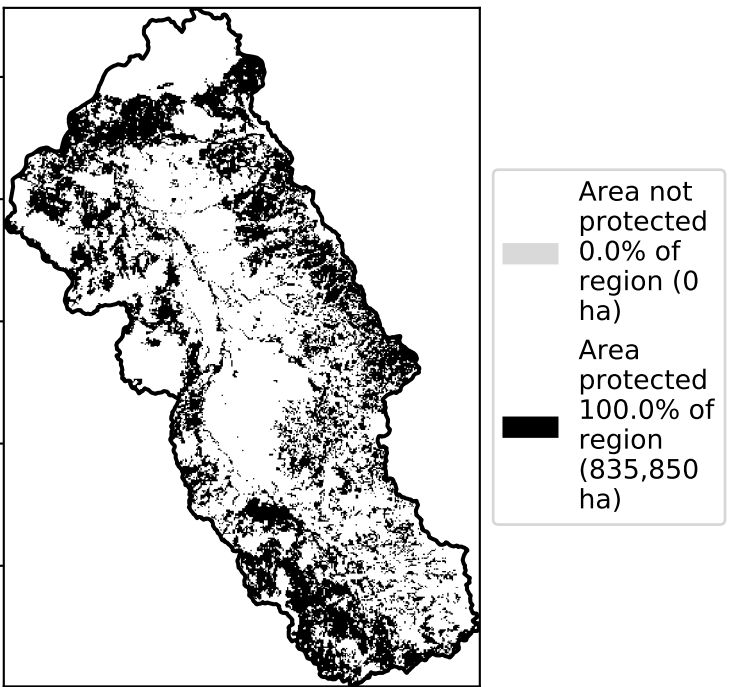 Area not
protected
0.0% of
region (0
ha)
Area
protected
100.0% of
region
(835,850
ha)